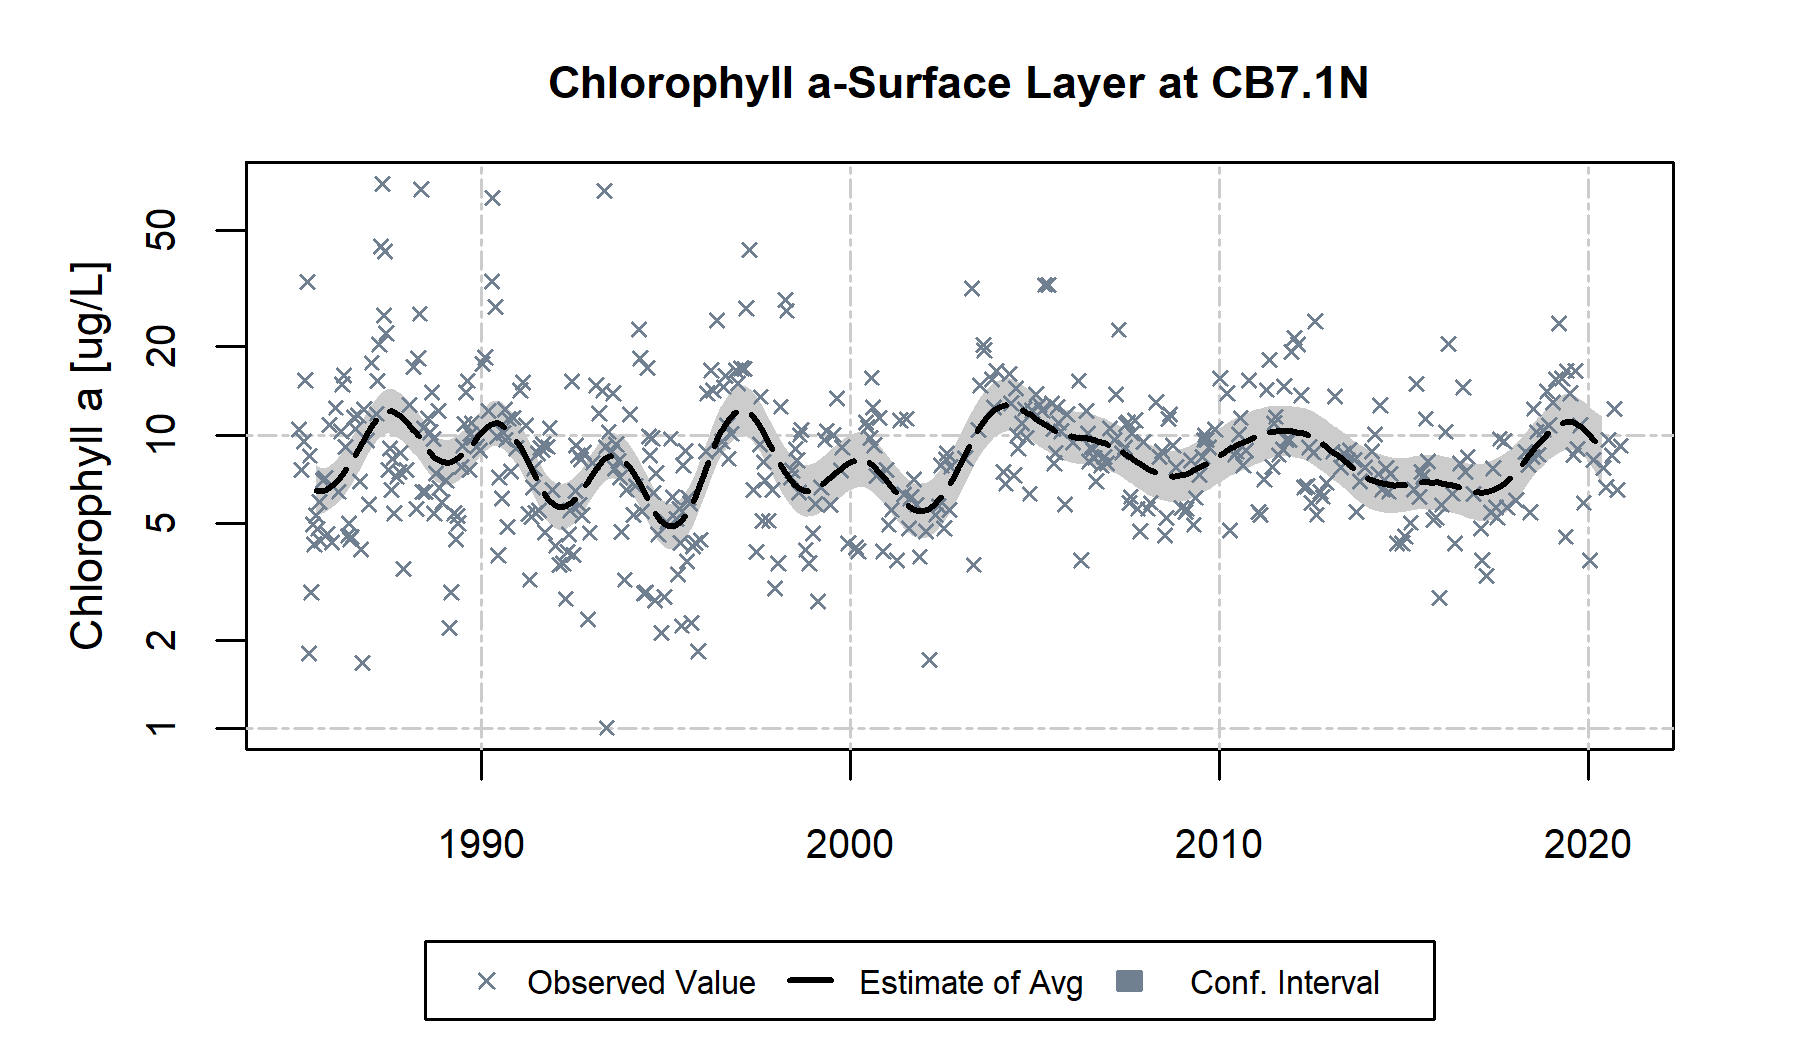 Chlorophyll a-Surface Layer at CB7.1N
Chlorophyll a [ug/L]
50
20
10
5
2
1
1990 2000 2010 2020
Observed Value Estimate of Avg Conf. Interval